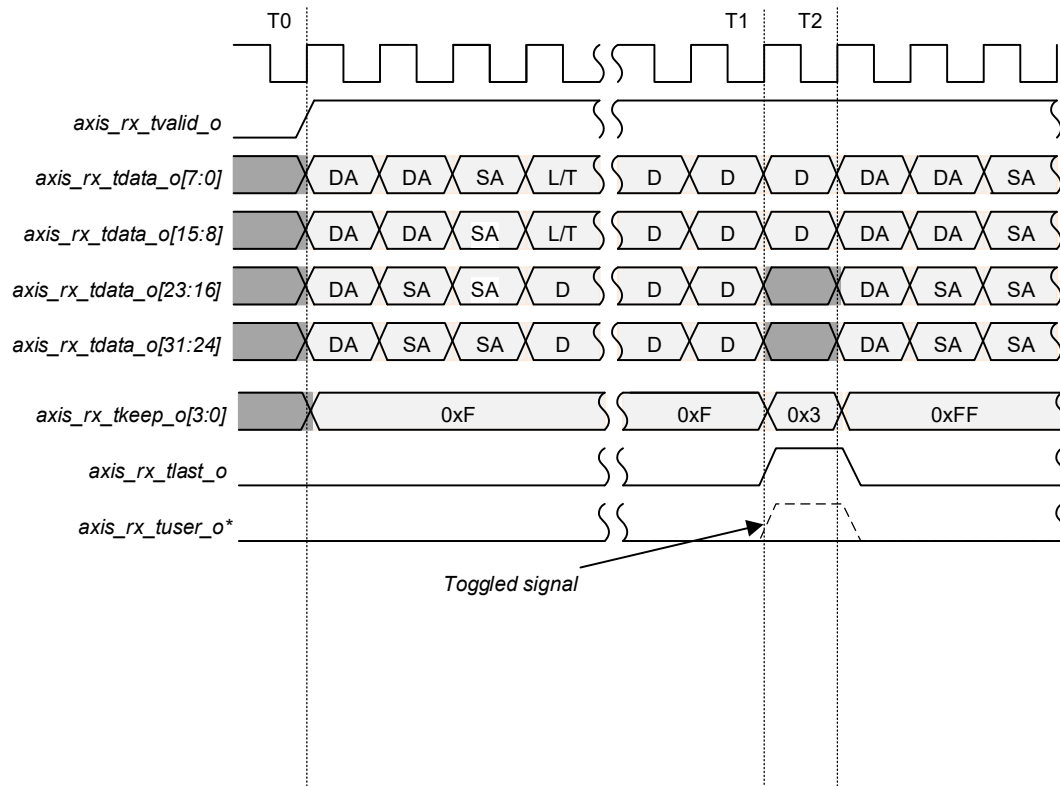 T0 T1 T2
axis_rx_tvalid_o
axis_rx_tdata_o[7:0] DA DA SA L/T D D D DA DA SA
axis_rx_tdata_o[15:8] DA DA SA L/T D D D DA DA SA
axis_rx_tdata_o[23:16] DA SA SA D D D DA SA SA
axis_rx_tdata_o[31:24] DA SA SA D D D DA SA SA
axis_rx_tkeep_o[3:0] 0xF 0xF 0x3 0xFF
axis_rx_tlast_o
axis_rx_tuser_o*
Toggled signal